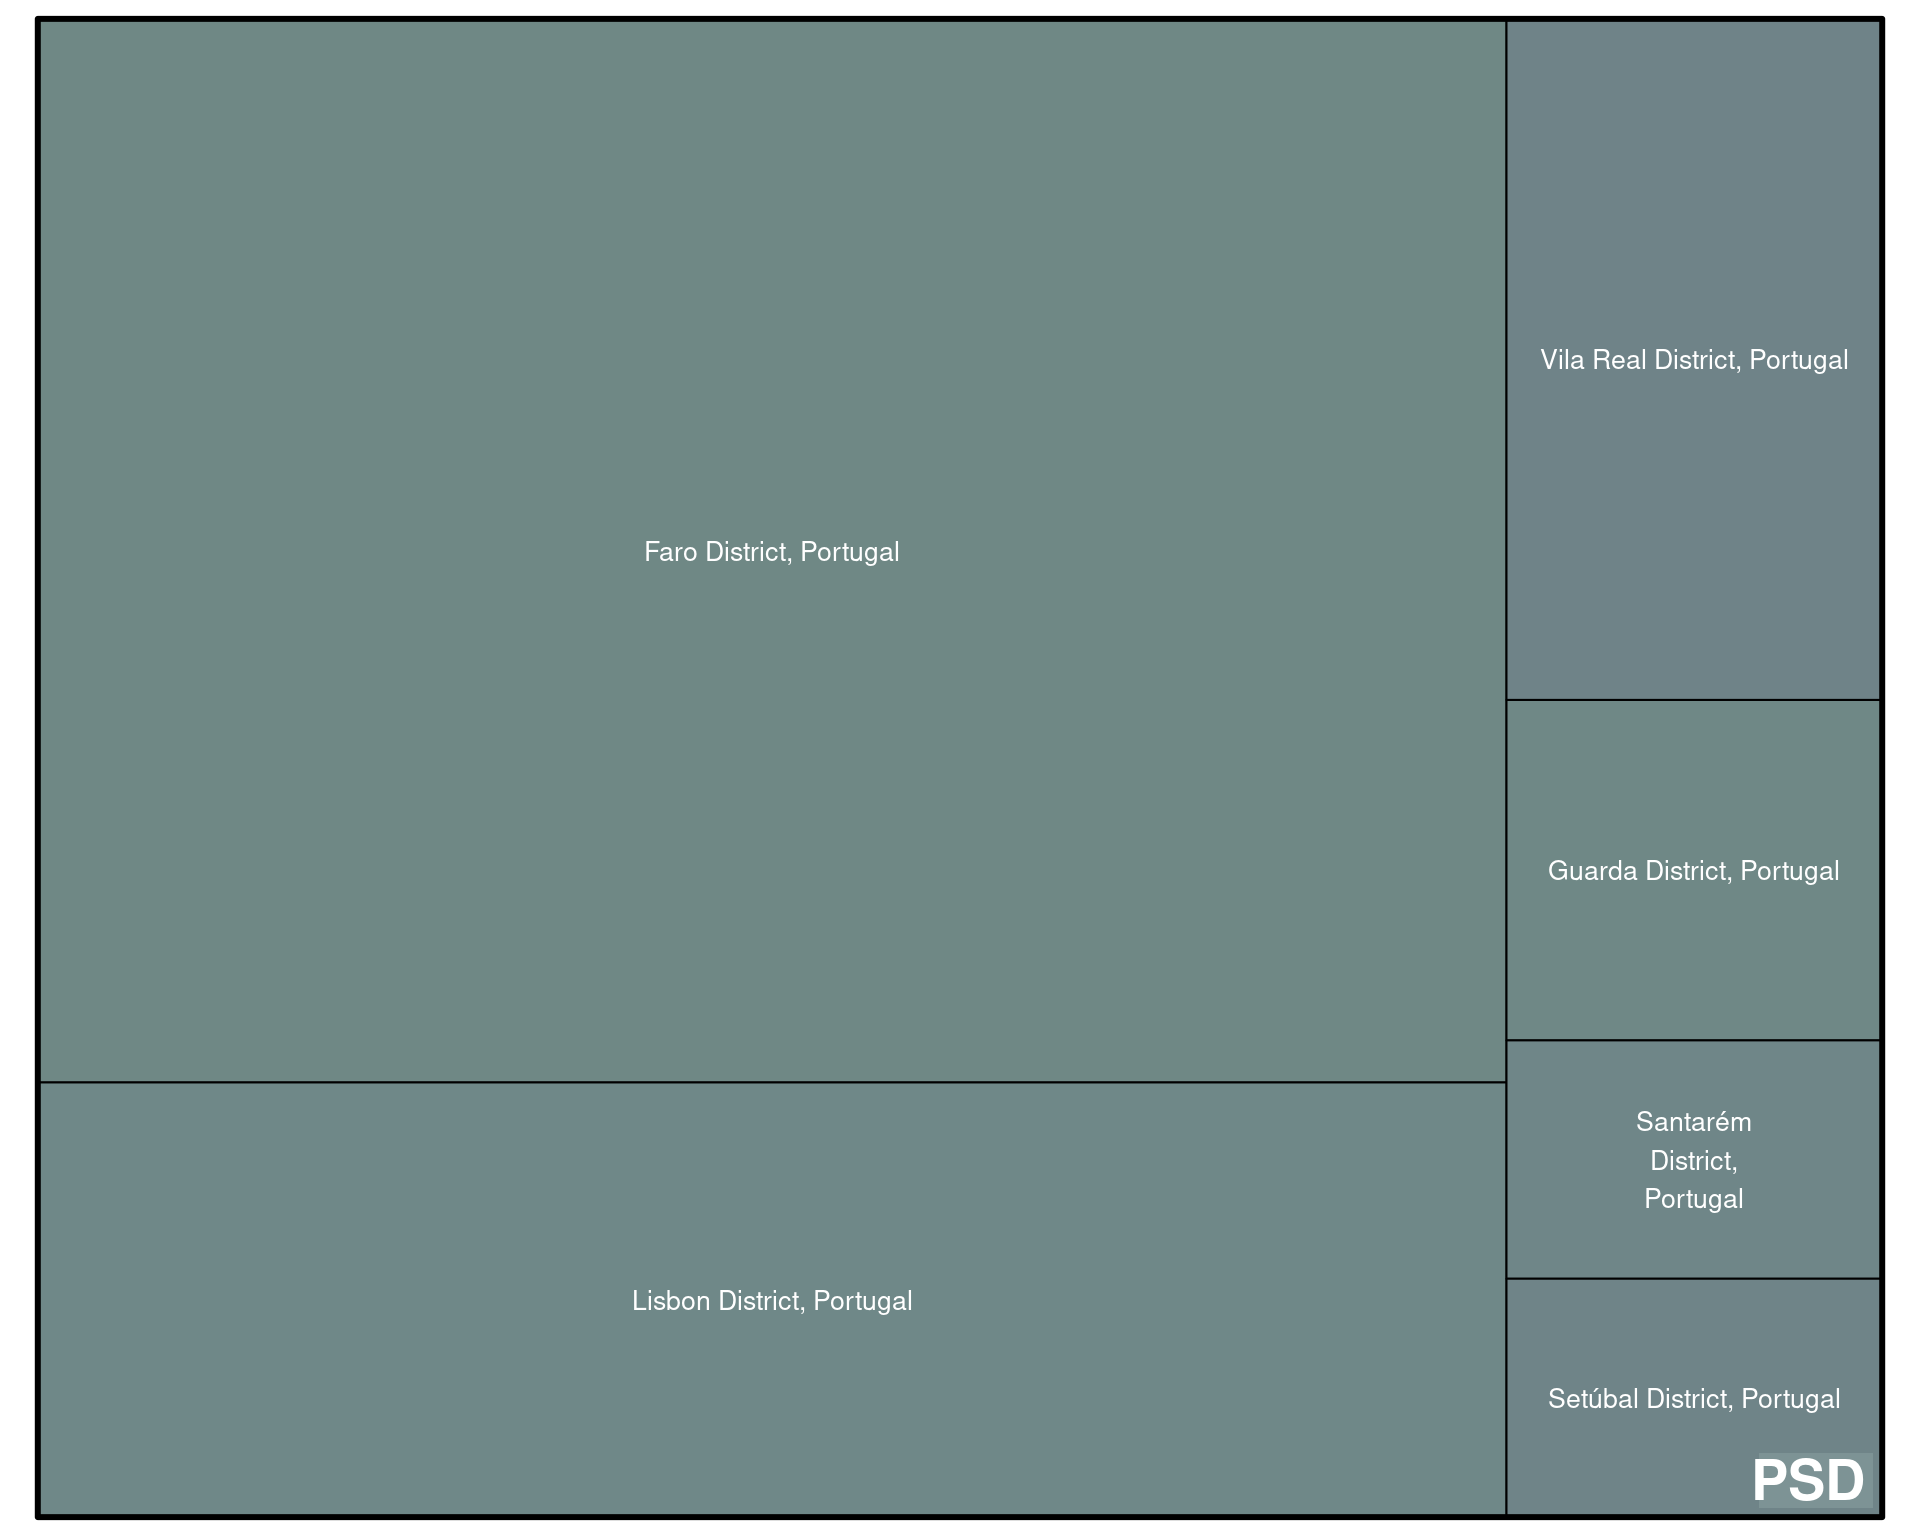 Faro District, Portugal
Lisbon District, Portugal
Vila Real District, Portugal
Guarda District, Portugal
Santarém
District,
Portugal
Setúbal District, Portugal
PSD